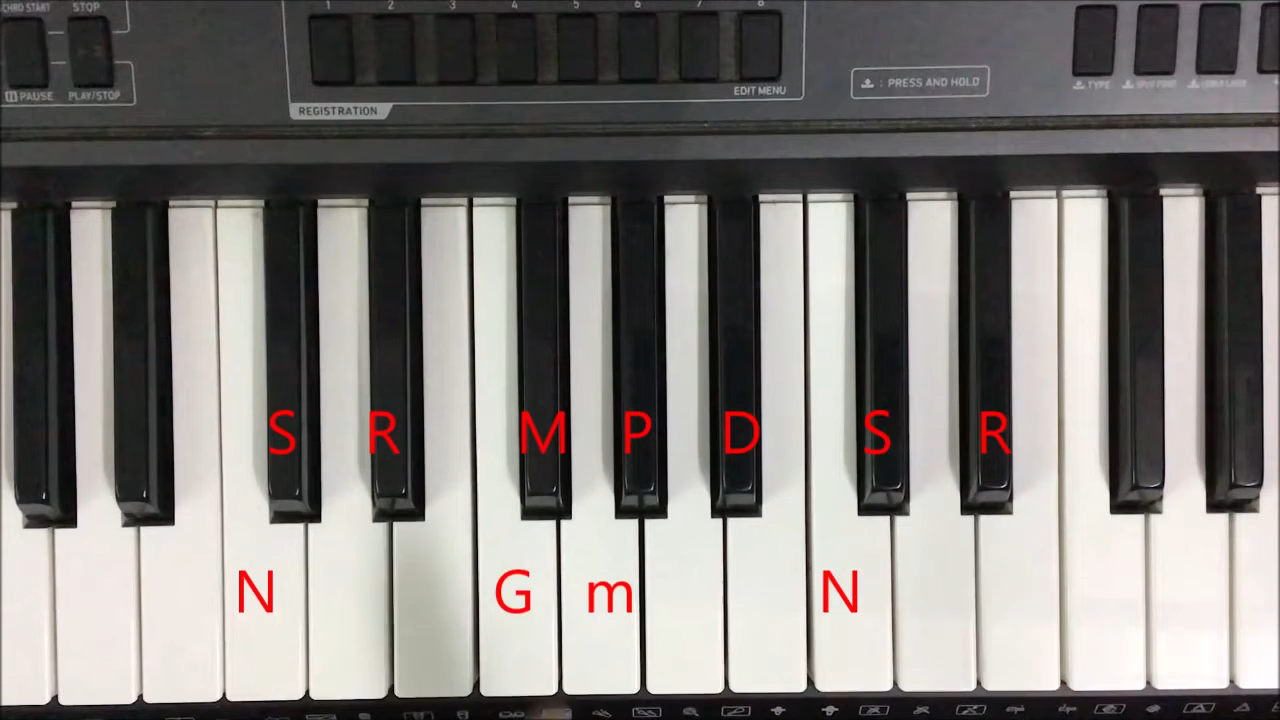 CHRO START STOP
1 2 3 4 5 6 7 8
PAUSE PLAY/STOP
EDIT MENU
REGISTRATION
: PRESS AND HOLD
TYPE
S R M P D S R
N G m N